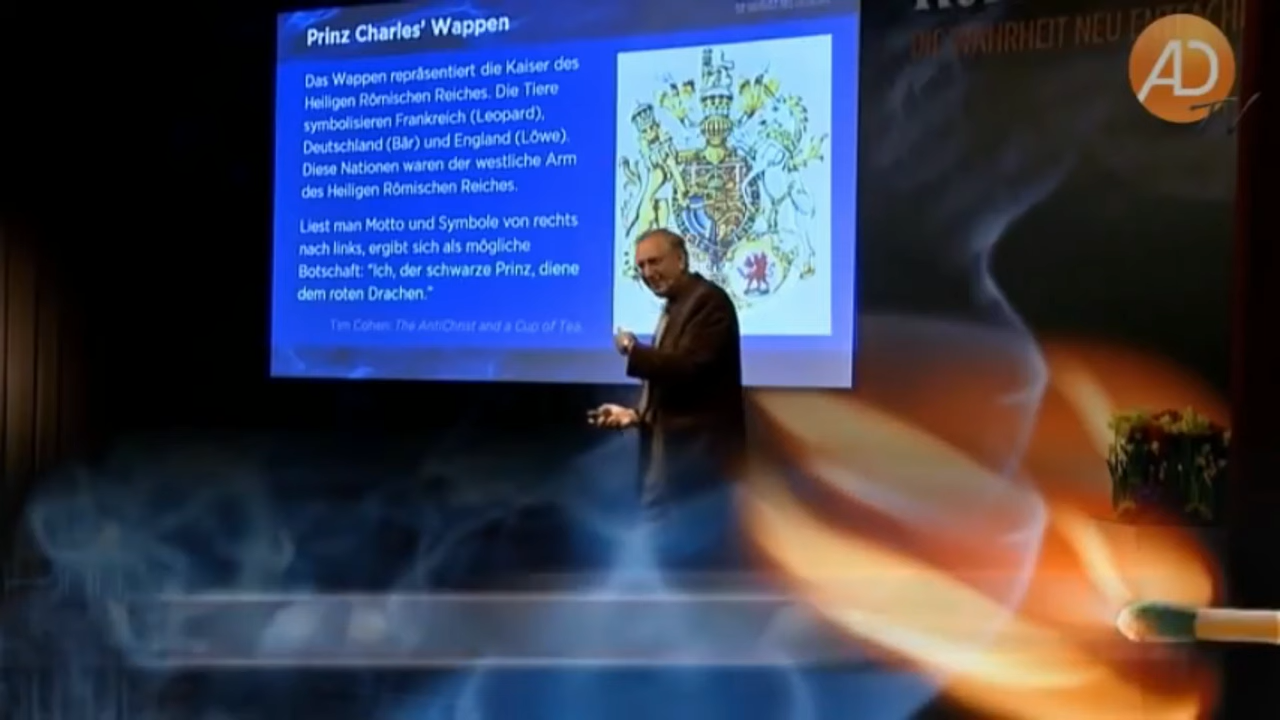 Prinz Charles' Wappen
Das Wappen repräsentiert die Kaiser des
Heiligen Römischen Reiches. Die Tiere
symbolisieren Frankreich (Leopard),
Deutschland (Bär) und England (Löwe).
Diese Nationen waren der westliche Arm
des Heiligen Römischen Reiches.
Liest man Motto und Symbole von rechts
nach links, ergibt sich als mögliche
Botschaft: "Ich, der schwarze Prinz, diene
dem roten Drachen."
Tim Cohen: The AntiChrist and a Cup of Tea.
DIE WAHRHEIT NEU
AD
TV